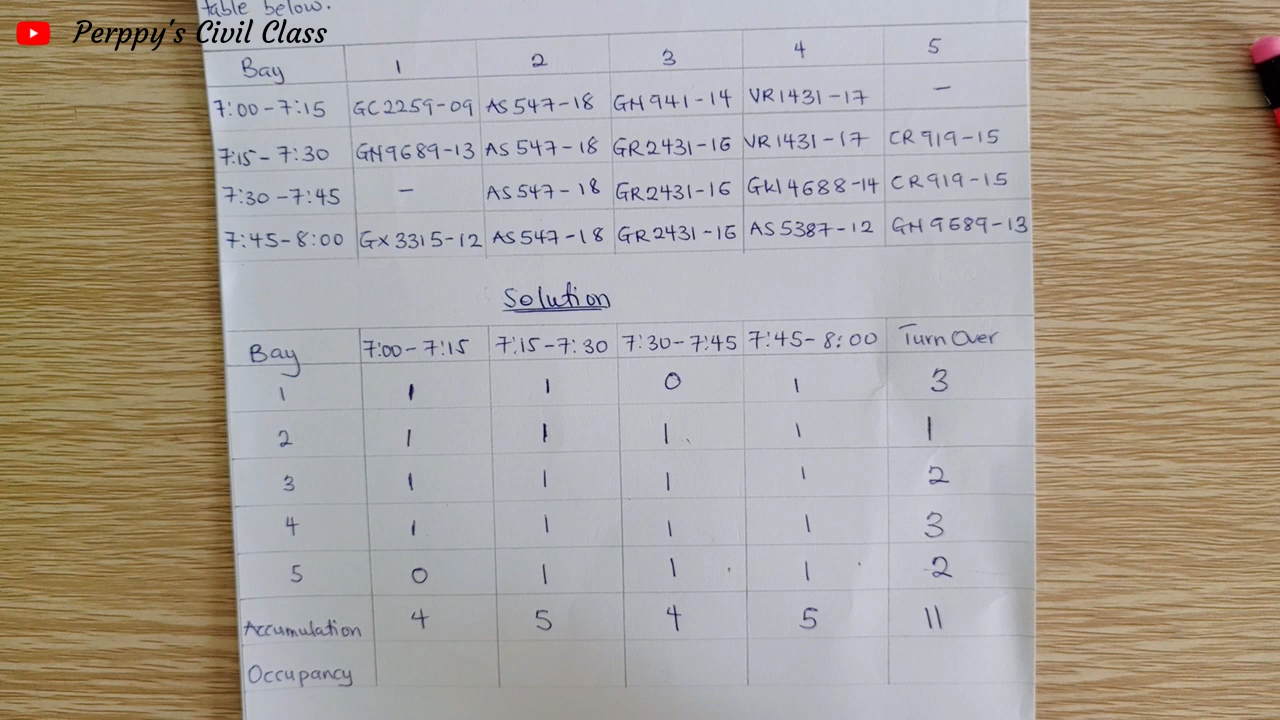 table below.
Perppy's Civil Class
Bay 1 2 3 4 5
7:00-7:15 GC2259-09 AS547-18 GN941-14 VR1431-17 -
7:15-7:30 GN9689-13 AS547-18 GR2431-16 VR1431-17 CR919-15
7:30-7:45 - AS547-18 GR2431-16 GK14688-14 CR919-15
7:45-8:00 GX3315-12 AS547-18 GR2431-16 AS5387-12 GN9689-13
Solution
Bay 7:00-7:15 7:15-7:30 7:30-7:45 7:45-8:00 Turn Over
1 1 1 0 1 3
2 1 1 1 1 1
3 1 1 1 1 2
4 1 1 1 1 3
5 0 1 1 1 2
Accumulation 4 5 4 5 11
Occupancy